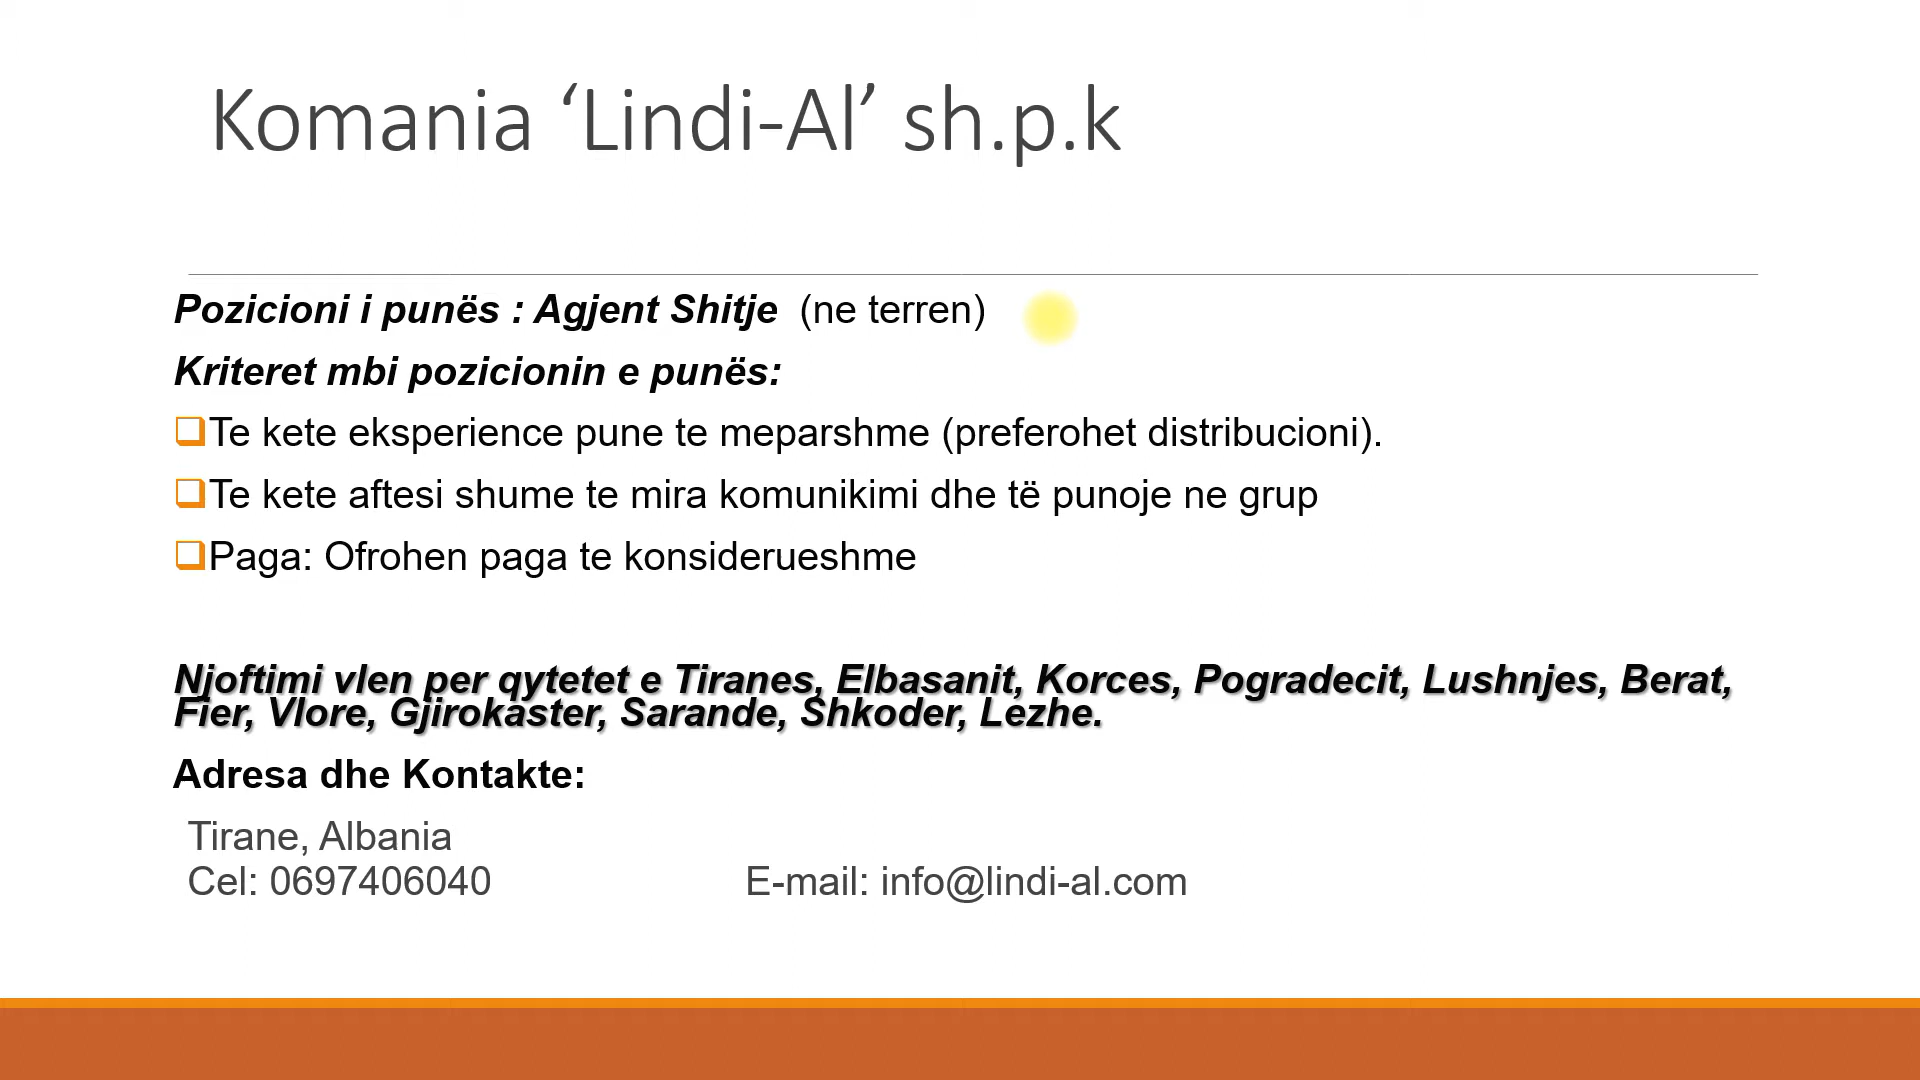 Komania ‘Lindi-Al’ sh.p.k
Pozicioni i punës : Agjent Shitje (ne terren)
Kriteret mbi pozicionin e punës:
Te kete eksperience pune te meparshme (preferohet distribucioni).
Te kete aftesi shume te mira komunikimi dhe të punoje ne grup
Paga: Ofrohen paga te konsiderueshme
Njoftimi vlen per qytetet e Tiranes, Elbasanit, Korces, Pogradecit, Lushnjes, Berat,
Fier, Vlore, Gjirokaster, Sarande, Shkoder, Lezhe.
Adresa dhe Kontakte:
Tirane, Albania
Cel: 0697406040 E-mail: info@lindi-al.com